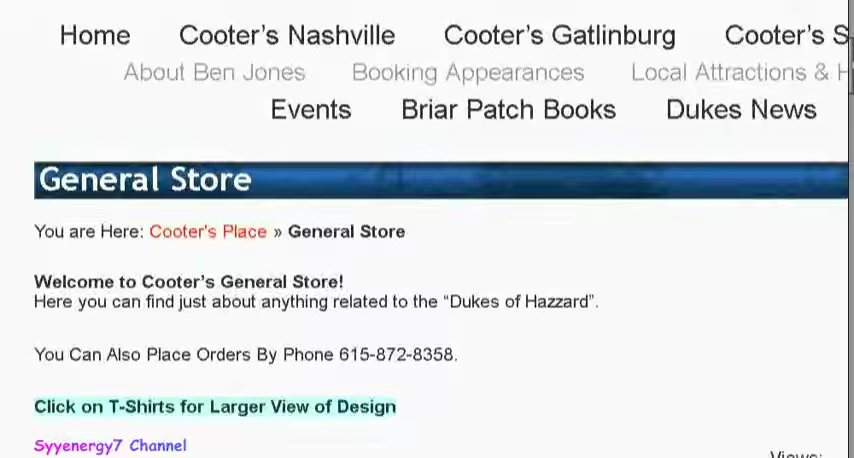 Home Cooter's Nashville Cooter's Gatlinburg Cooter's S
About Ben Jones Booking Appearances Local Attractions & H
Events Briar Patch Books Dukes News
General Store
You are Here: Cooter's Place » General Store
Welcome to Cooter's General Store!
Here you can find just about anything related to the “Dukes of Hazzard”.
You Can Also Place Orders By Phone 615-872-8358.
Click on T-Shirts for Larger View of Design
Syyenergy7 Channel
Views: